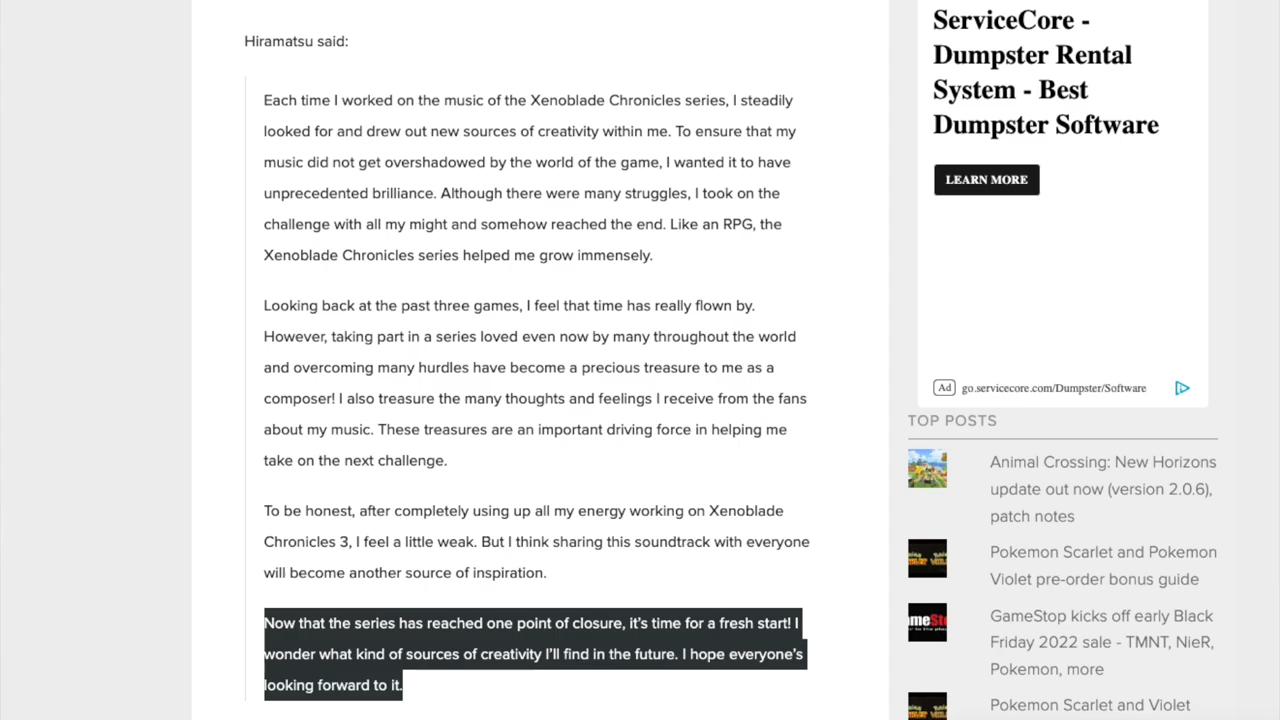 Hiramatsu said:
Each time I worked on the music of the Xenoblade Chronicles series, I steadily
looked for and drew out new sources of creativity within me. To ensure that my
music did not get overshadowed by the world of the game, I wanted it to have
unprecedented brilliance. Although there were many struggles, I took on the
challenge with all my might and somehow reached the end. Like an RPG, the
Xenoblade Chronicles series helped me grow immensely.
Looking back at the past three games, I feel that time has really flown by.
However, taking part in a series loved even now by many throughout the world
and overcoming many hurdles have become a precious treasure to me as a
composer! I also treasure the many thoughts and feelings I receive from the fans
about my music. These treasures are an important driving force in helping me
take on the next challenge.
To be honest, after completely using up all my energy working on Xenoblade
Chronicles 3, I feel a little weak. But I think sharing this soundtrack with everyone
will become another source of inspiration.
Now that the series has reached one point of closure, it's time for a fresh start! I
wonder what kind of sources of creativity I'll find in the future. I hope everyone's
looking forward to it.
ServiceCore -
Dumpster Rental
System - Best
Dumpster Software
LEARN MORE
Ad go.servicecore.com/Dumpster/Software
TOP POSTS
Animal Crossing: New Horizons
update out now (version 2.0.6),
patch notes
Pokemon Scarlet and Pokemon
Violet pre-order bonus guide
GameStop kicks off early Black
Friday 2022 sale - TMNT, NieR,
Pokemon, more
Pokemon Scarlet and Violet